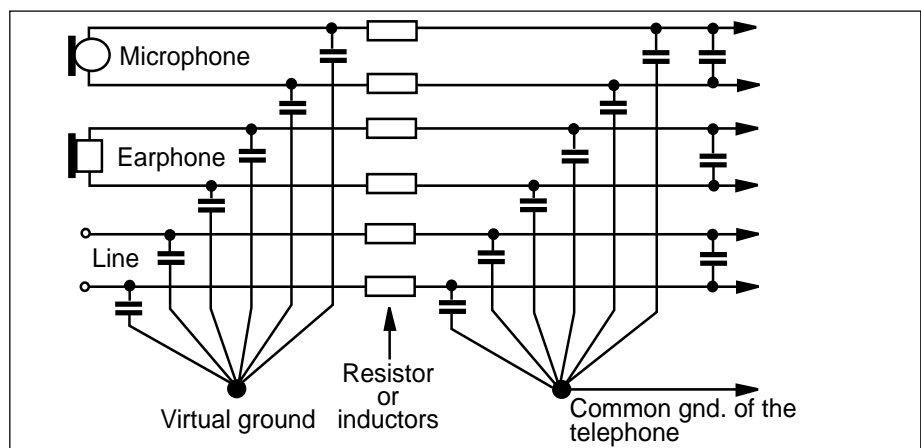 Microphone
Earphone
Line
Resistor
or
inductors
Virtual ground
Common gnd. of the
telephone